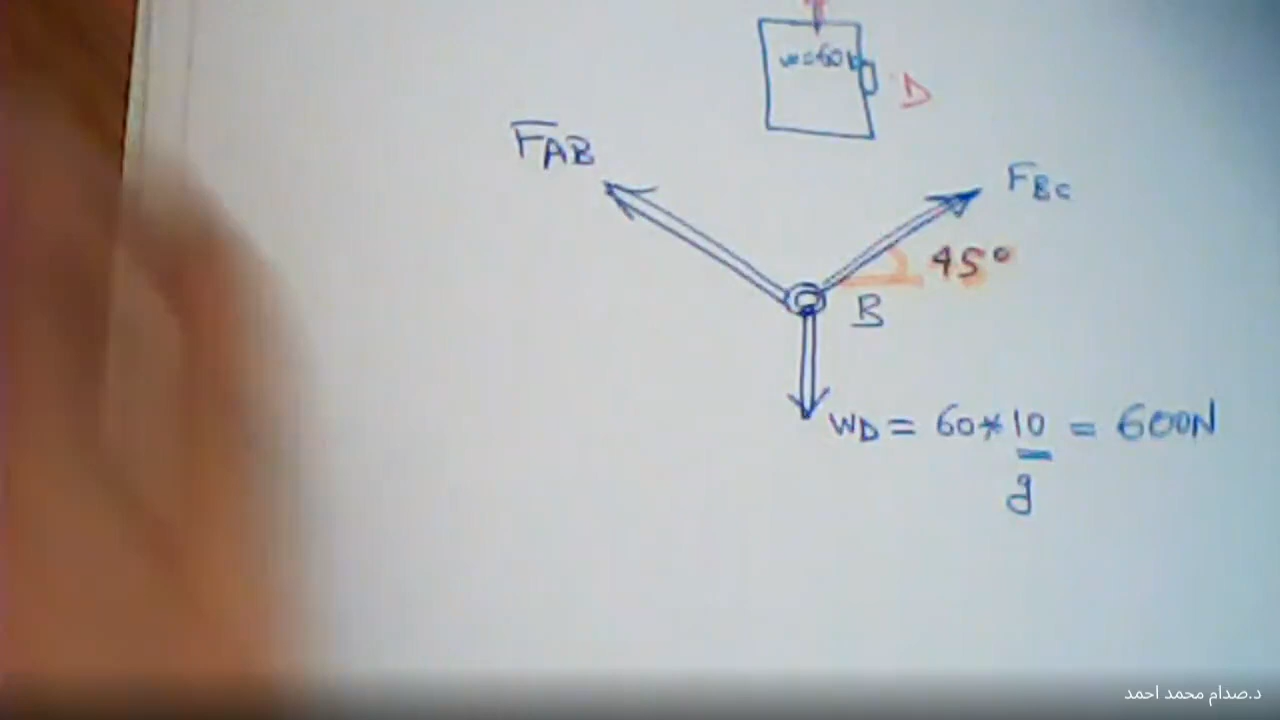 w=60
D
FAB
FBC
45°
B
WD = 60*10 = 600N
g
د.صدام محمد احمد